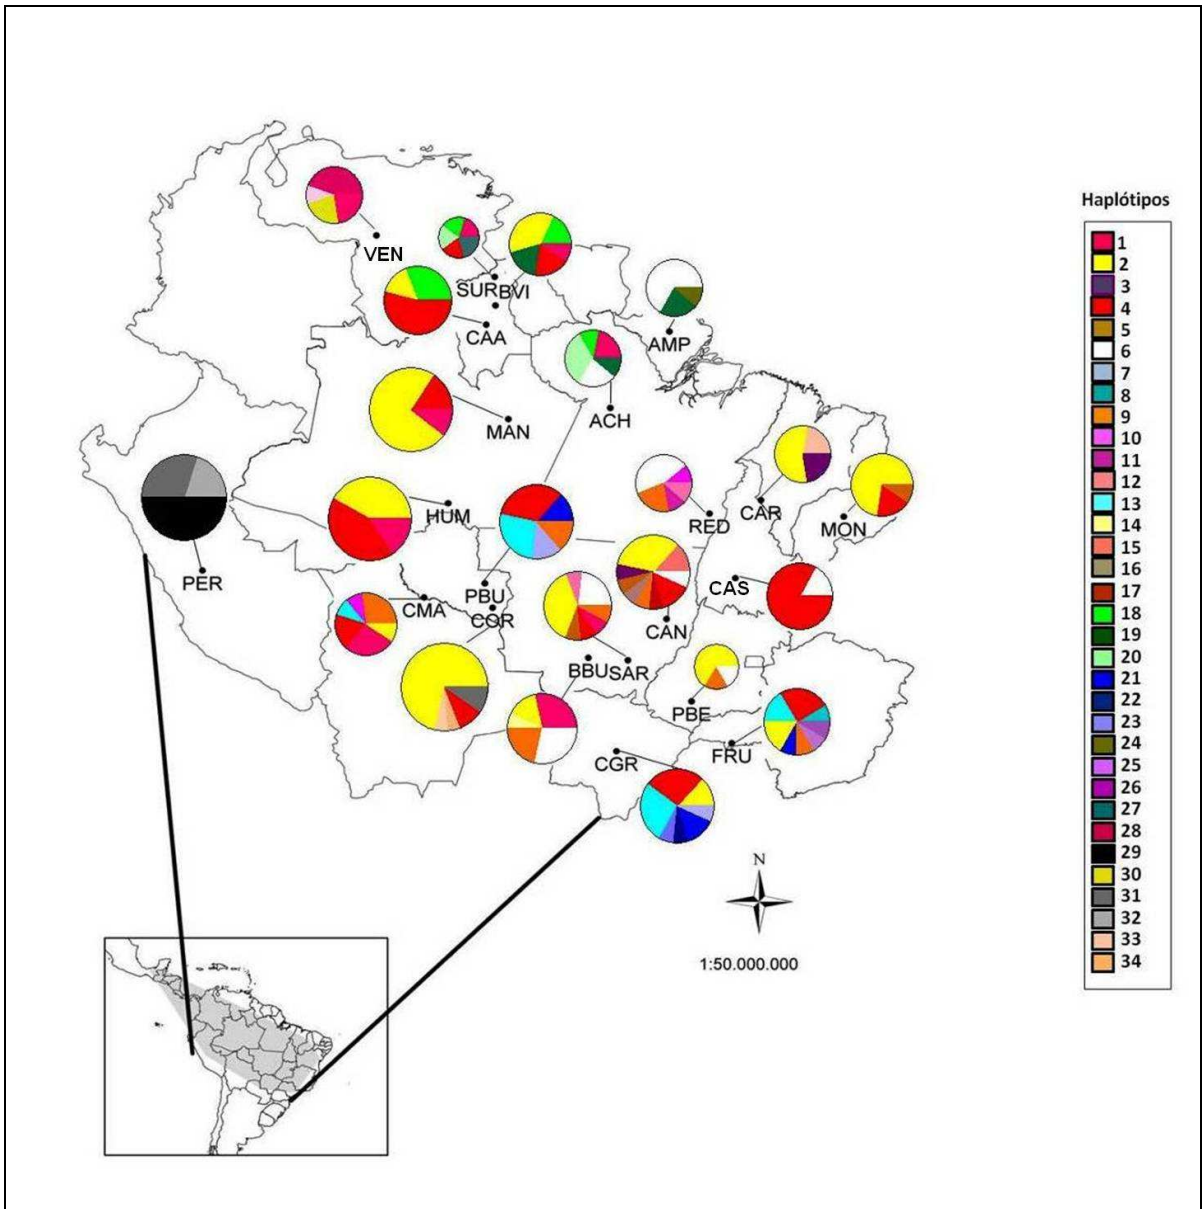 Haplótipos
1
2
3
4
5
6
7
8
9
10
11
12
13
14
15
16
17
18
19
20
21
22
23
24
25
26
27
28
29
30
31
32
33
34
VEN
SUR
BVI
CAA
AMP
ACH
MAN
HUM
RED
CAR
MON
PER
CMA
PBU
COR
CAN
CAS
BBU
SAR
PBE
FRU
CGR
N
1:50.000.000